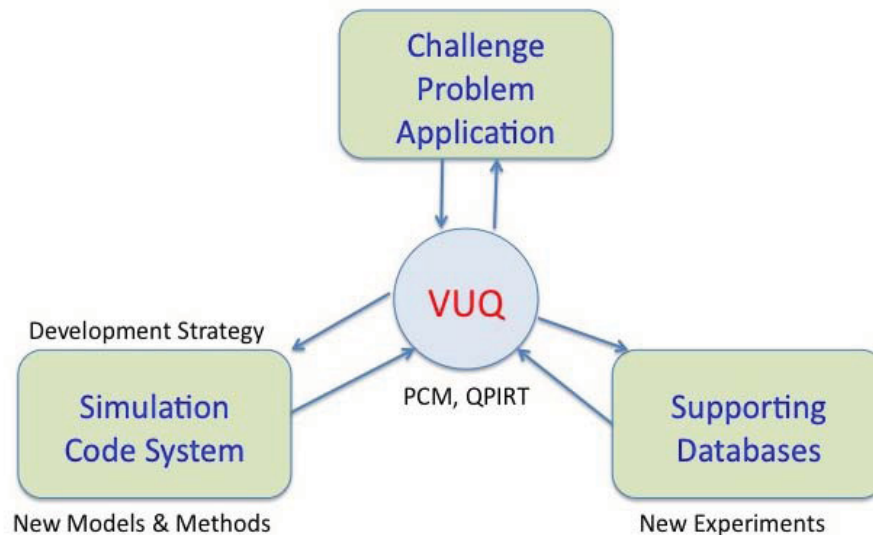 Challenge
Problem
Application
VUQ
PCM, QPIRT
Development Strategy
Simulation
Code System
New Models & Methods
Supporting
Databases
New Experiments